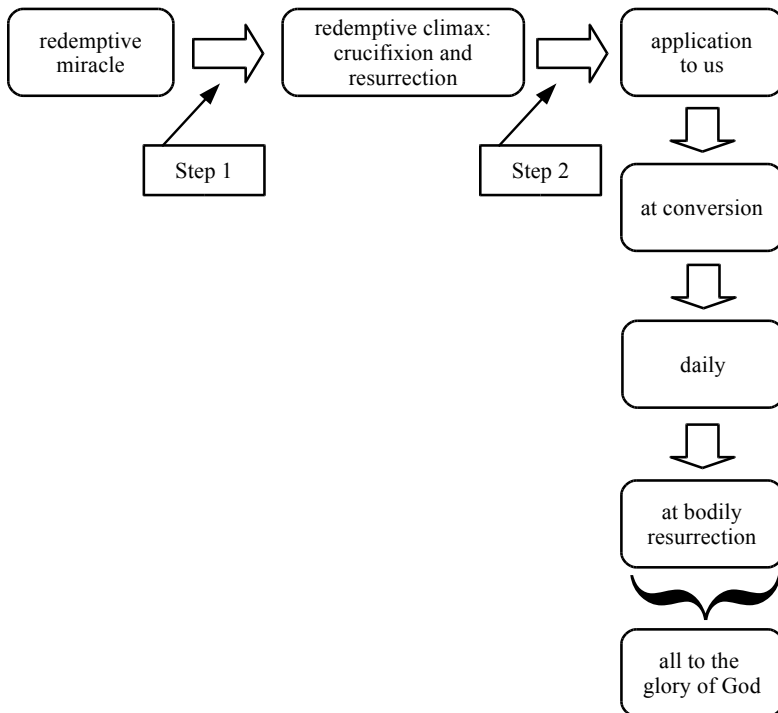 redemptive
miracle
redemptive climax:
crucifixion and
resurrection
application
to us
Step 1
Step 2
at conversion
daily
at bodily
resurrection
all to the
glory of God